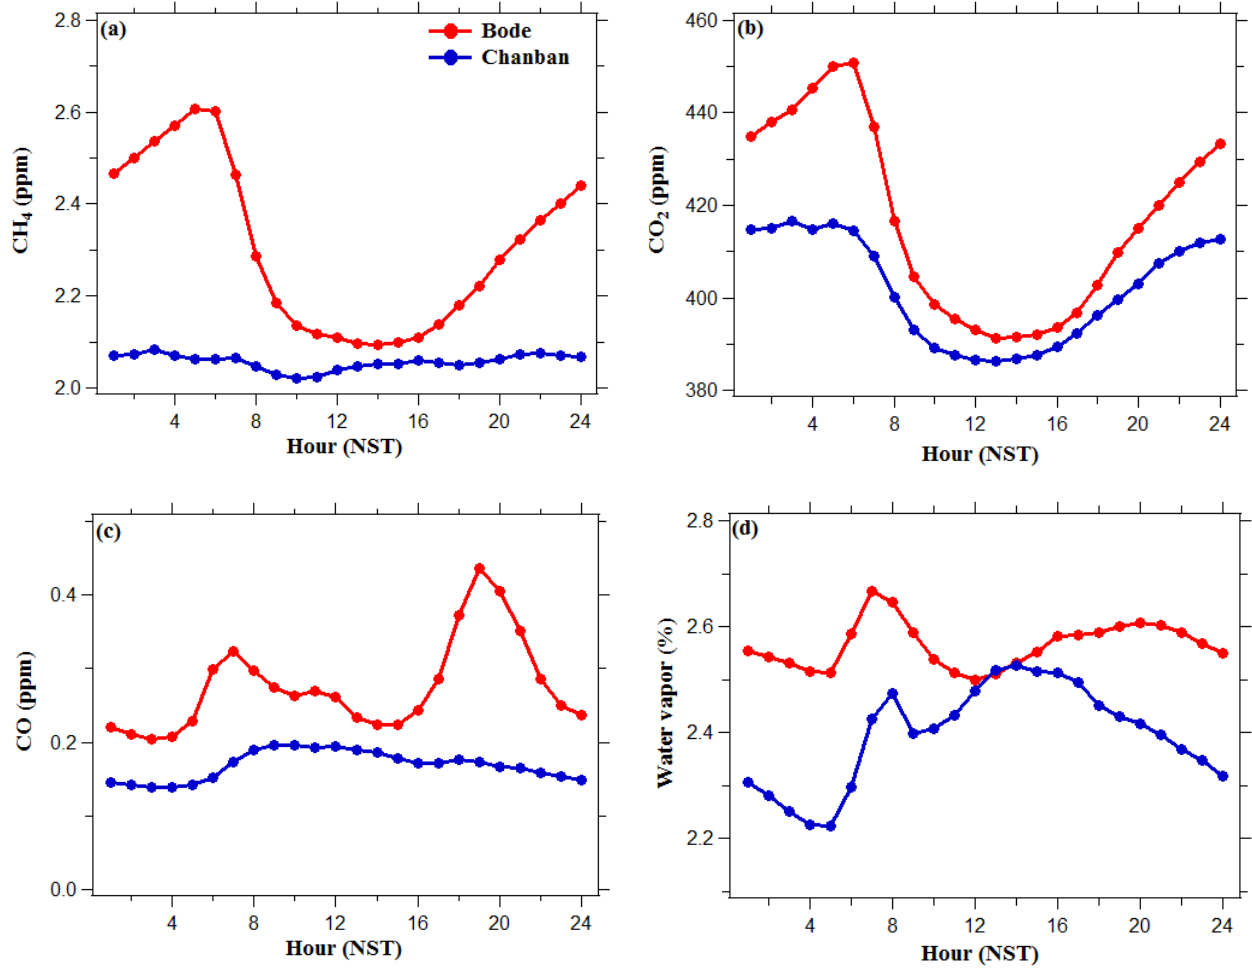 (a)
Bode
Chanban
2.8
2.6
2.4
2.2
2.0
CH4 (ppm)
4 8 12 16 20 24
Hour (NST)
(b)
460
440
420
400
380
CO2 (ppm)
4 8 12 16 20 24
Hour (NST)
(c)
0.4
0.2
0.0
CO (ppm)
4 8 12 16 20 24
Hour (NST)
(d)
2.8
2.6
2.4
2.2
Water vapor (%)
4 8 12 16 20 24
Hour (NST)